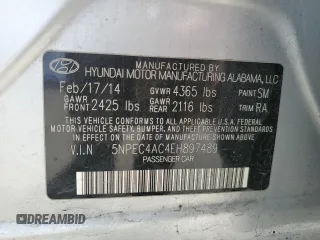 HYUNDAI MOTOR MANUFACTURING ALABAMA, LLC
Feb/17/14 GVWR 4365 lbs PAINT SM
GAWR FRONT 2425 lbs GAWR REAR 2116 lbs TRIM RA
THIS VEHICLE CONFORMS TO ALL APPLICABLE
FEDERAL MOTOR VEHICLE SAFETY, BUMPER, AND
THEFT PREVENTION STANDARDS IN EFFECT ON THE
DATE OF MANUFACTURE SHOWN ABOVE.
MADE IN U.S.A.
V.I.N 5NPEC4AC4EH897489
PASSENGER CAR
DREAMBID